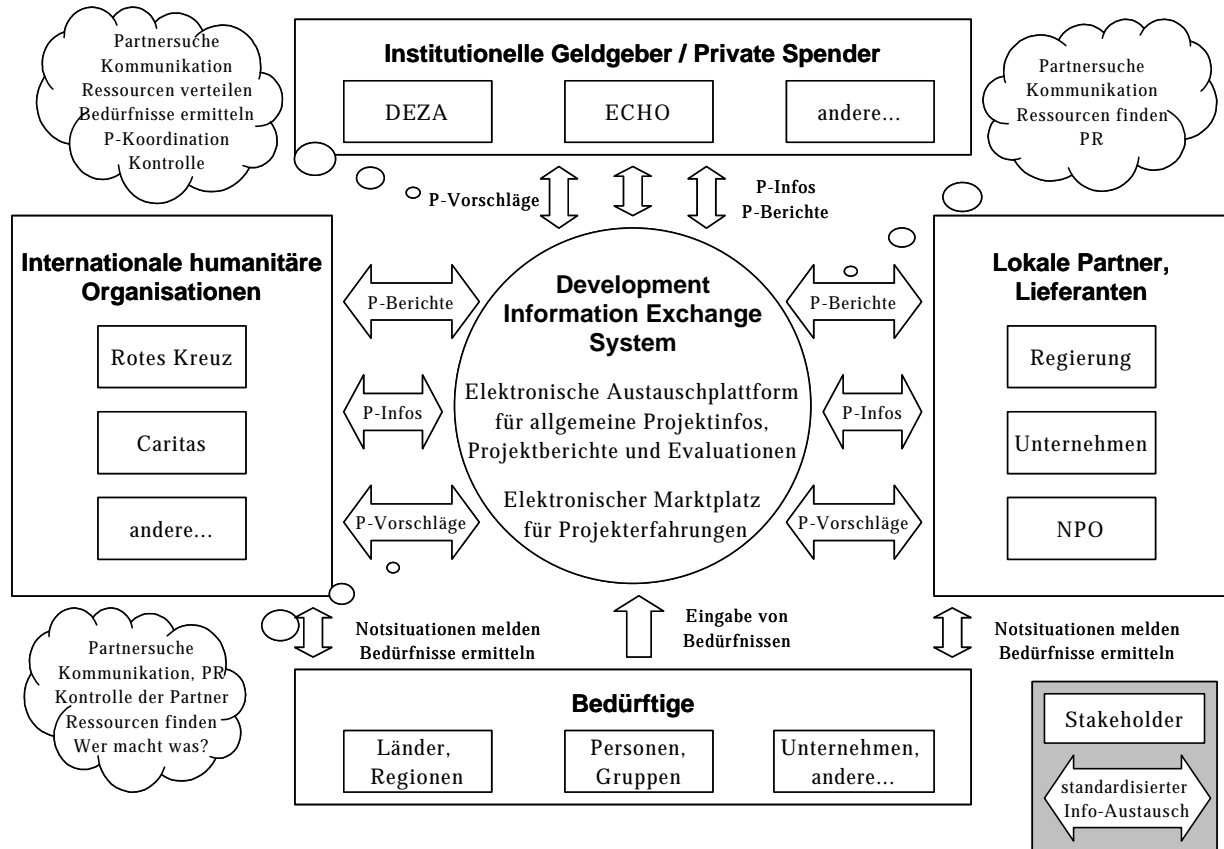 Partnersuche
Kommunikation
Ressourcen verteilen
Bedürfnisse ermitteln
P-Koordination
Kontrolle
Institutionelle Geldgeber / Private Spender
DEZA
ECHO
andere...
Partnersuche
Kommunikation
Ressourcen finden
PR
P-Vorschläge
P-Infos
P-Berichte
Internationale humanitäre
Organisationen
Rotes Kreuz
Caritas
andere...
P-Berichte
P-Infos
P-Vorschläge
Development
Information Exchange
System
Elektronische Austauschplattform
für allgemeine Projektinfos,
Projektberichte und Evaluationen
Elektronischer Marktplatz
für Projekterfahrungen
P-Berichte
P-Infos
P-Vorschläge
Lokale Partner,
Lieferanten
Regierung
Unternehmen
NPO
Partnersuche
Kommunikation, PR
Kontrolle der Partner
Ressourcen finden
Wer macht was?
Notsituationen melden
Bedürfnisse ermitteln
Eingabe von
Bedürfnissen
Notsituationen melden
Bedürfnisse ermitteln
Bedürftige
Länder,
Regionen
Personen,
Gruppen
Unternehmen,
andere...
Stakeholder
standardisierter
Info-Austausch